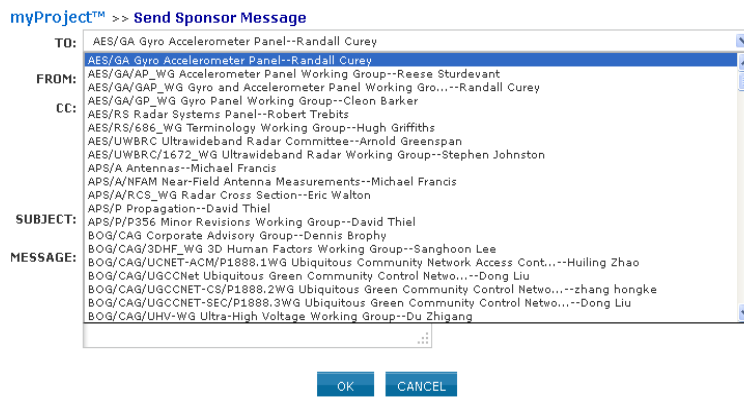 myProject™ >> Send Sponsor Message
TO: AES/GA Gyro Accelerometer Panel--Randall Curey
AES/GA Gyro Accelerometer Panel--Randall Curey
AES/GA/AP_WG Accelerometer Panel Working Group--Reese Sturdevant
FROM:
AES/GA/GAP_WG Gyro and Accelerometer Panel Working Gro...--Randall Curey
AES/GA/GP_WG Gyro Panel Working Group--Cleon Barker
CC:
AES/RS Radar Systems Panel--Robert Trebits
AES/RS/686_WG Terminology Working Group--Hugh Griffiths
AES/UWBRC Ultrawideband Radar Committee--Arnold Greenspan
AES/UWBRC/1672_WG Ultrawideband Radar Working Group--Stephen Johnston
APS/A Antennas--Michael Francis
APS/A/NFAM Near-Field Antenna Measurements--Michael Francis
APS/A/RCS_WG Radar Cross Section--Eric Walton
APS/P Propagation--David Thiel
SUBJECT:
APS/P/P356 Minor Revisions Working Group--David Thiel
BOG/CAG Corporate Advisory Group--Dennis Brophy
BOG/CAG/3DHF_WG 3D Human Factors Working Group--Sanghoon Lee
MESSAGE:
BOG/CAG/UCNET-ACM/P1888.1WG Ubiquitous Community Network Access Cont...--Huiling Zhao
BOG/CAG/UGCCNet Ubiquitous Green Community Control Netwo...--Dong Liu
BOG/CAG/UGCCNET-CS/P1888.2WG Ubiquitous Green Community Control Netwo...--zhang hongke
BOG/CAG/UGCCNET-SEC/P1888.3WG Ubiquitous Green Community Control Netwo...--Dong Liu
BOG/CAG/UHV-WG Ultra-High Voltage Working Group--Du Zhigang
OK
CANCEL